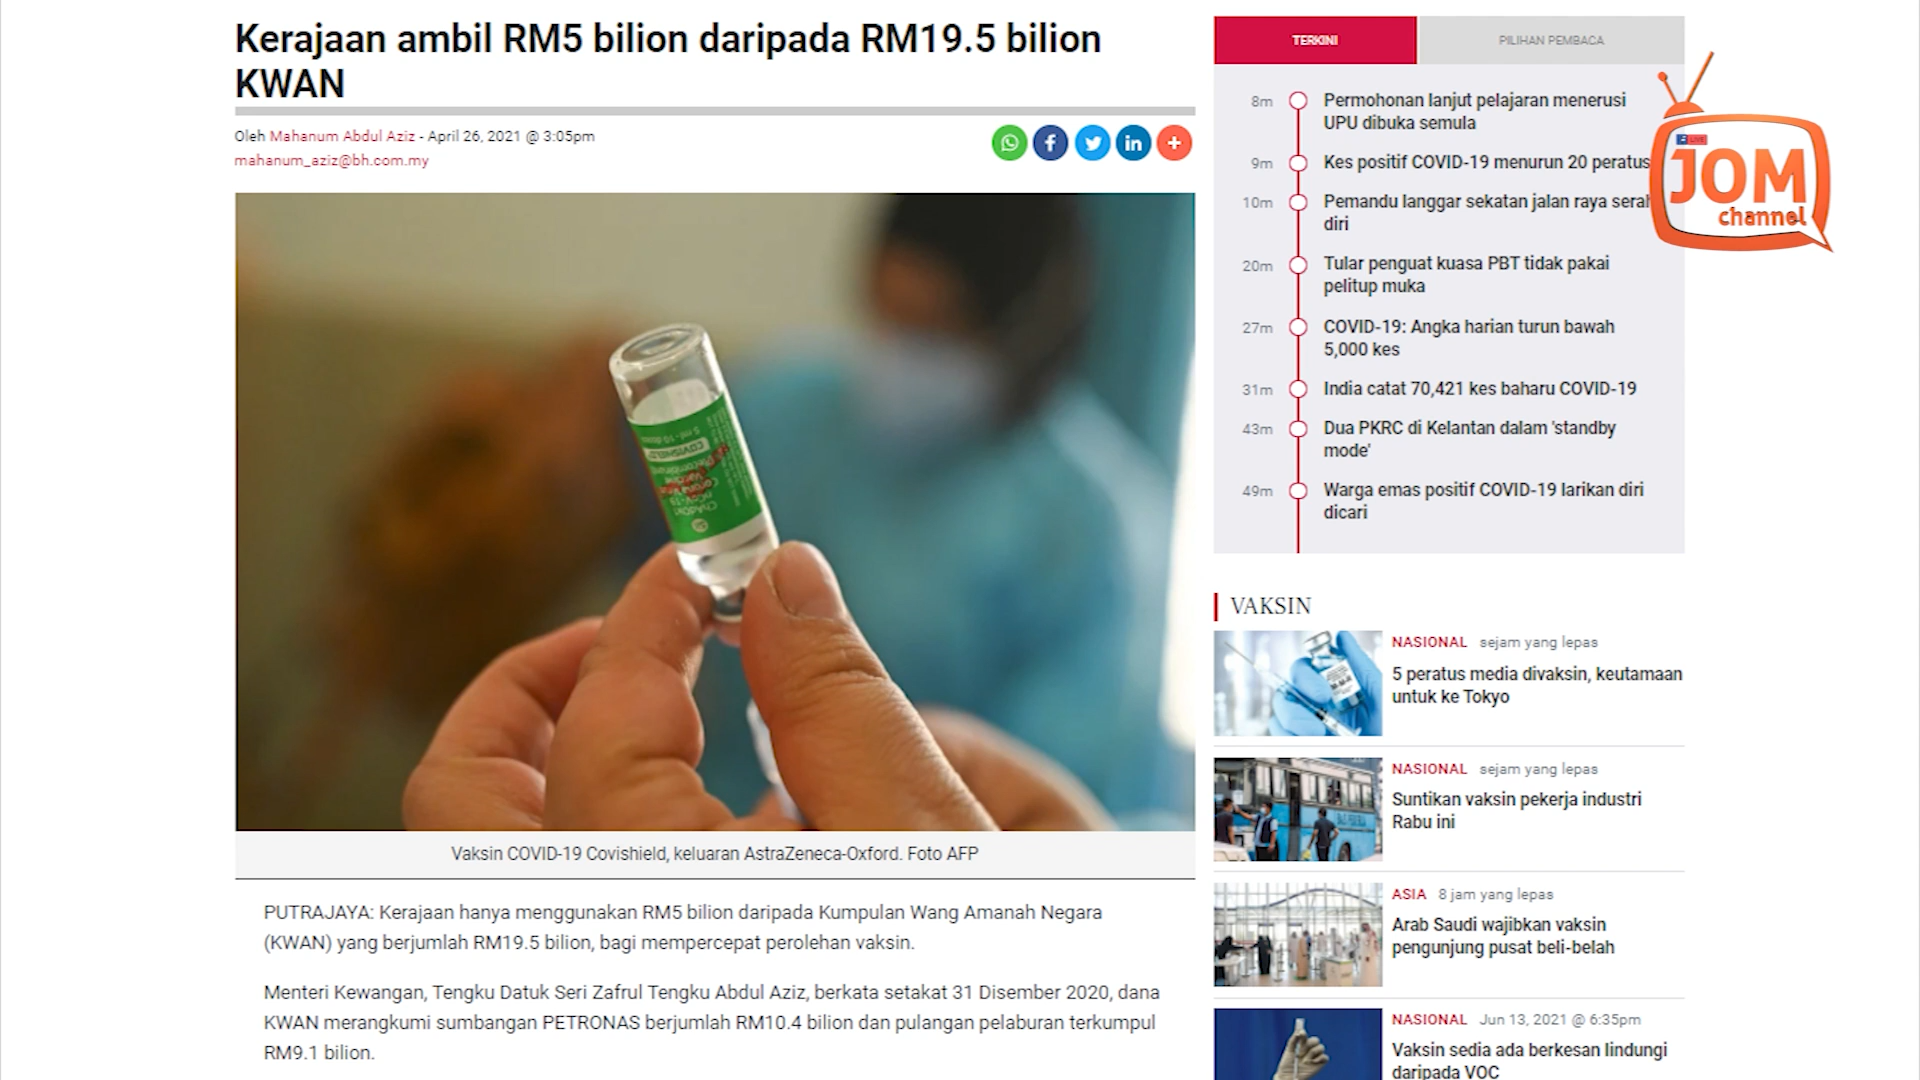 Kerajaan ambil RM5 bilion daripada RM19.5 bilion
KWAN
Oleh Mahanum Abdul Aziz - April 26, 2021 @ 3:05pm
mahanum_aziz@bh.com.my
COVISHIELD
Vaksin COVID-19 Covishield, keluaran AstraZeneca-Oxford. Foto AFP
PUTRAJAYA: Kerajaan hanya menggunakan RM5 bilion daripada Kumpulan Wang Amanah Negara
(KWAN) yang berjumlah RM19.5 bilion, bagi mempercepat perolehan vaksin.
Menteri Kewangan, Tengku Datuk Seri Zafrul Tengku Abdul Aziz, berkata setakat 31 Disember 2020, dana
KWAN merangkumi sumbangan PETRONAS berjumlah RM10.4 bilion dan pulangan pelaburan terkumpul
RM9.1 bilion.
TERKINI
PILIHAN PEMBACA
8m Permohonan lanjut pelajaran menerusi
UPU dibuka semula
9m Kes positif COVID-19 menurun 20 peratus
10m Pemandu langgar sekatan jalan raya serah
diri
20m Tular penguat kuasa PBT tidak pakai
pelitup muka
27m COVID-19: Angka harian turun bawah
5,000 kes
31m India catat 70,421 kes baharu COVID-19
43m Dua PKRC di Kelantan dalam 'standby
mode'
49m Warga emas positif COVID-19 larikan diri
dicari
LIVE
JOM
channel
VAKSIN
NASIONAL sejam yang lepas
5 peratus media divaksin, keutamaan
untuk ke Tokyo
NASIONAL sejam yang lepas
Suntikan vaksin pekerja industri
Rabu ini
ASIA 8 jam yang lepas
Arab Saudi wajibkan vaksin
pengunjung pusat beli-belah
NASIONAL Jun 13, 2021 @ 6:35pm
Vaksin sedia ada berkesan lindungi
daripada VOC